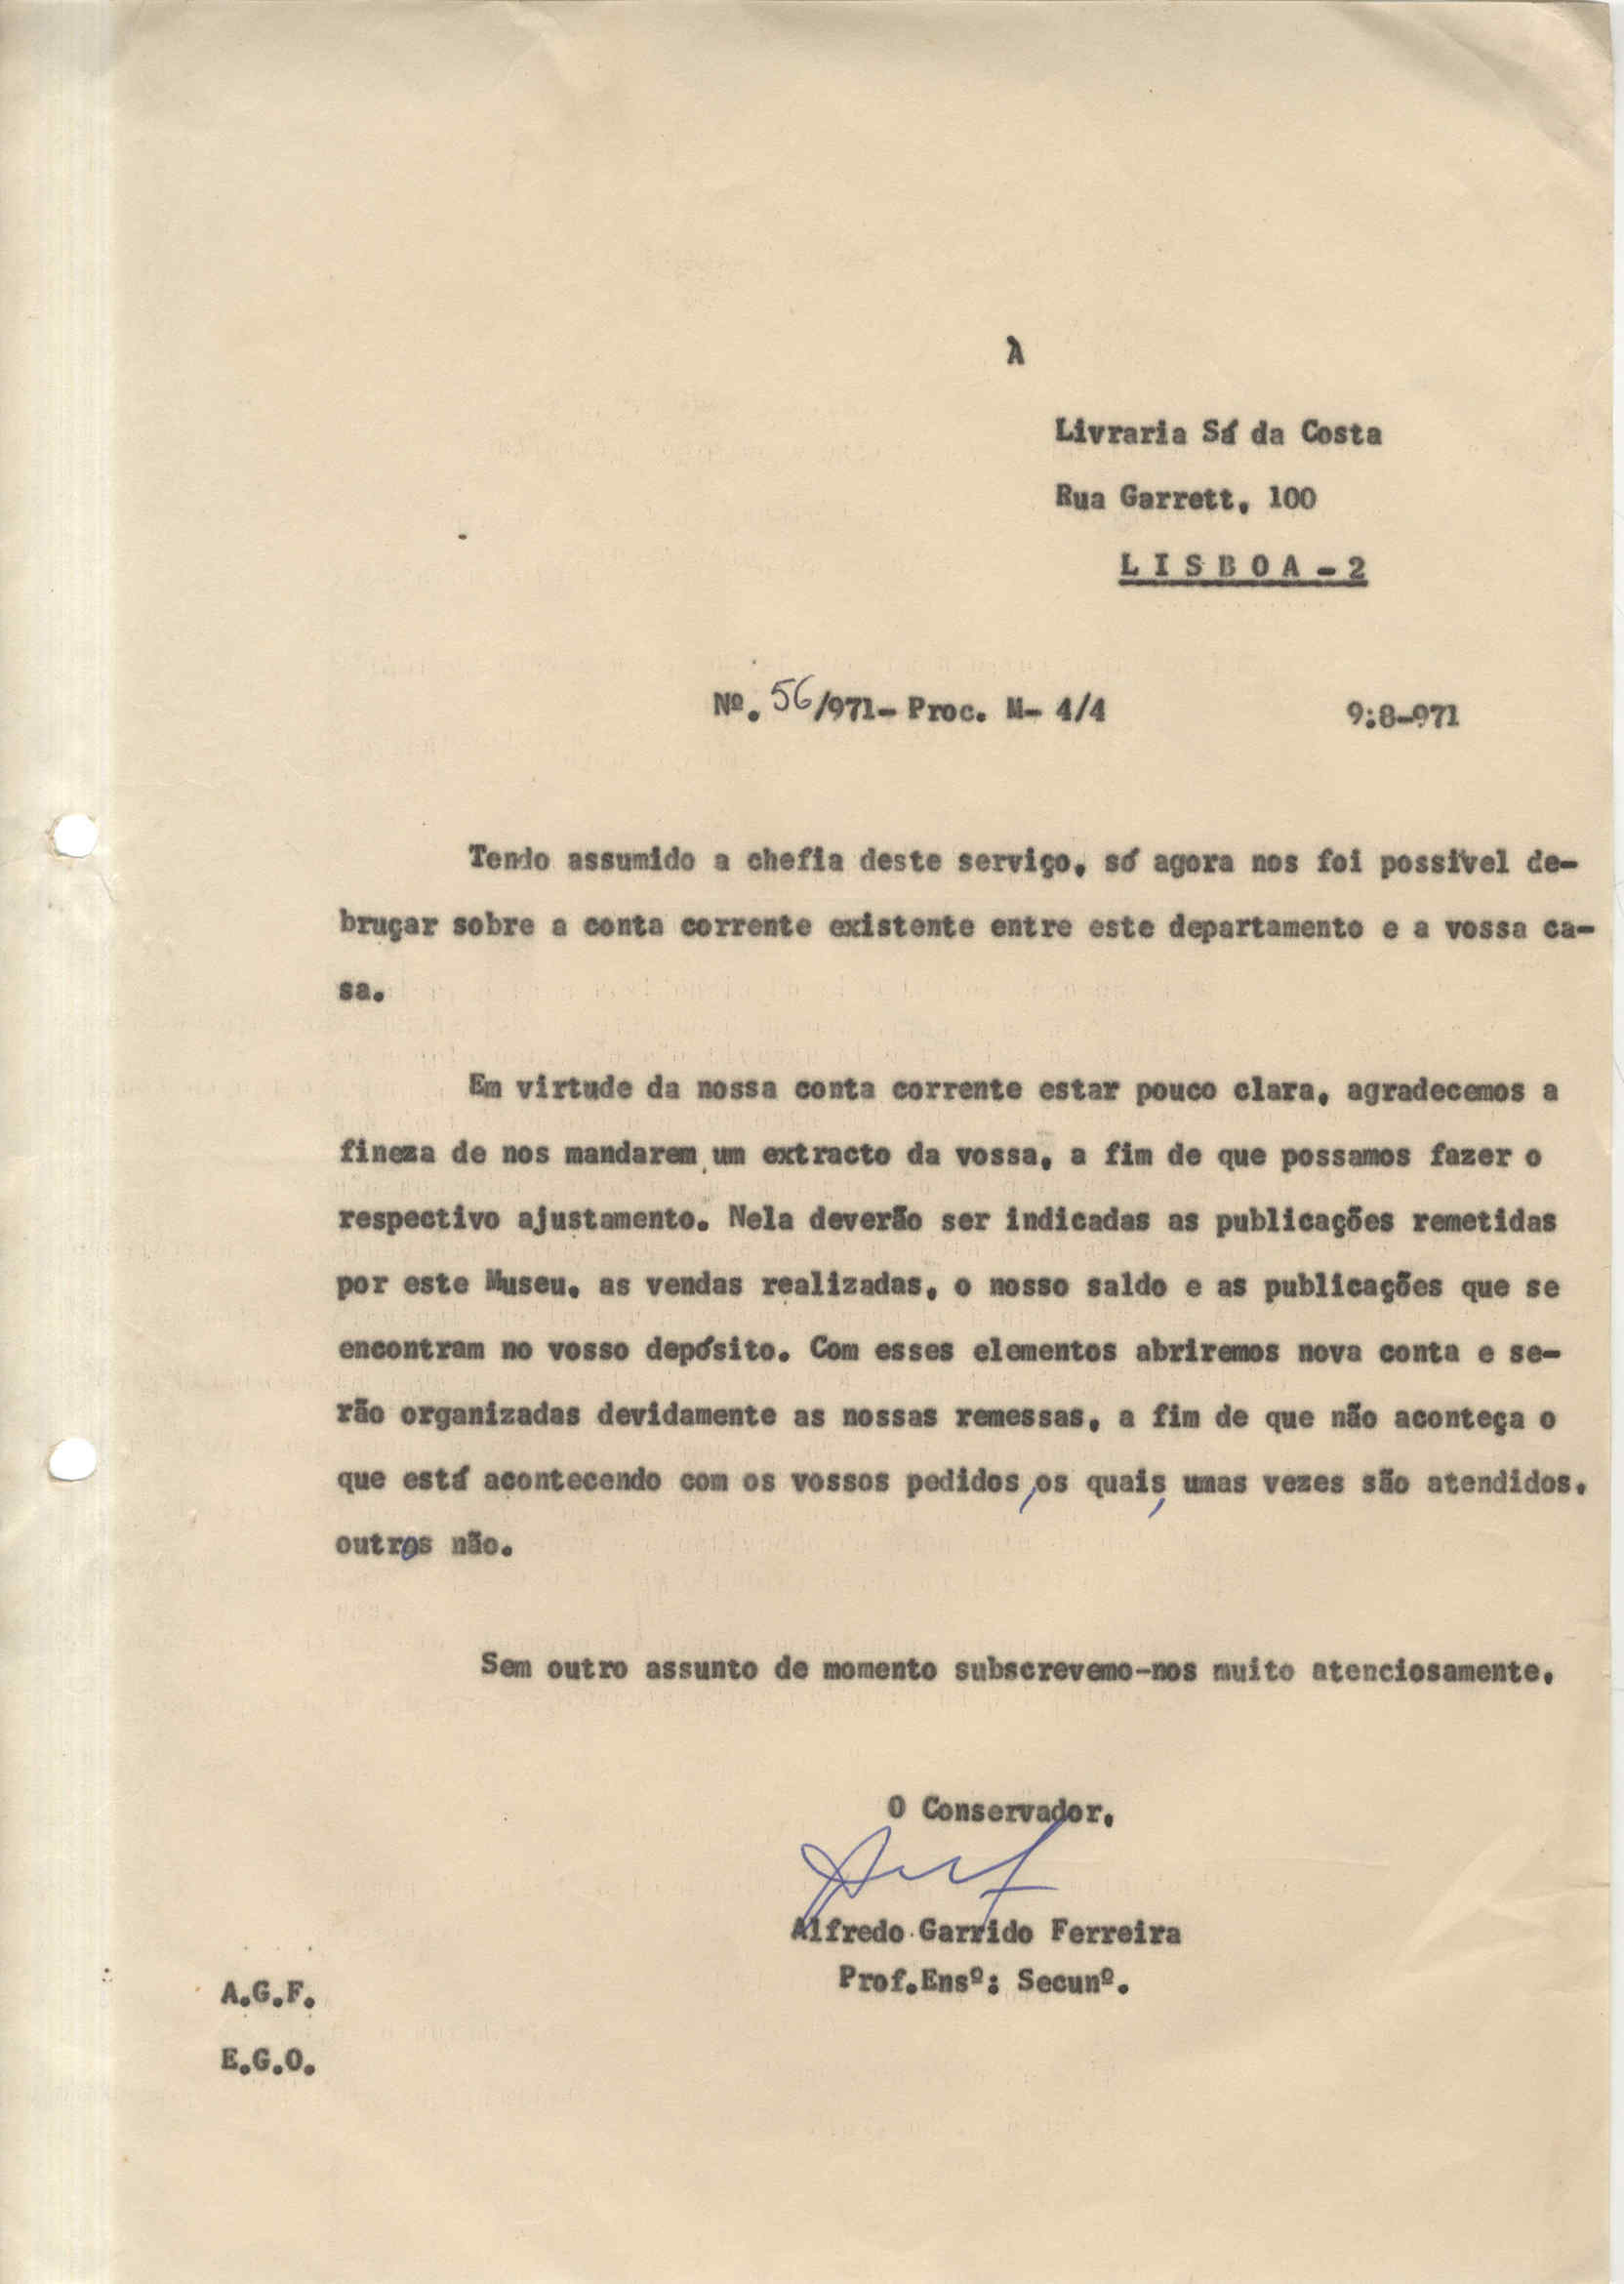 À
Livraria Sá da Costa
Rua Garrett, 100
L I S B O A - 2
Nº. 56/971- Proc. M- 4/4 9:8-971
Tendo assumido a chefia deste serviço, só agora nos foi possível de-
bruçar sobre a conta corrente existente entre este departamento e a vossa ca-
sa.
Em virtude da nossa conta corrente estar pouco clara, agradecemos a
fineza de nos mandarem um extracto da vossa, a fim de que possamos fazer o
respectivo ajustamento. Nela deverão ser indicadas as publicações remetidas
por este Museu, as vendas realizadas, o nosso saldo e as publicações que se
encontram no vosso depósito. Com esses elementos abriremos nova conta e se-
rão organizadas devidamente as nossas remessas, a fim de que não aconteça o
que está acontecendo com os vossos pedidos, os quais, umas vezes são atendidos,
outros não.
Sem outro assunto de momento subscrevemo-nos muito atenciosamente,
O Conservador,
Alfredo Garrido Ferreira
Prof.Ensº: Secunº.
A.G.F.
E.G.O.